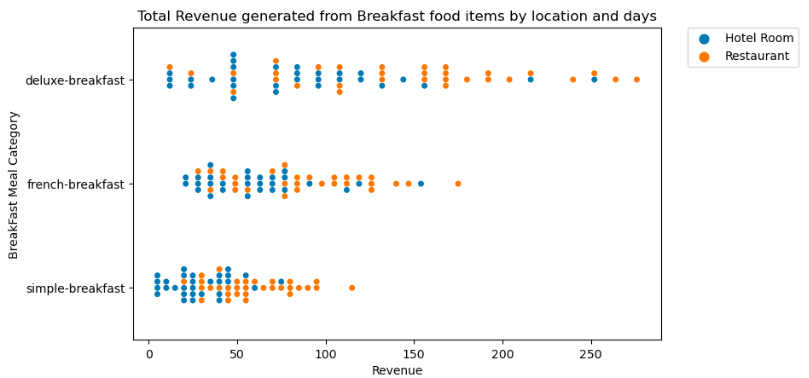 Total Revenue generated from Breakfast food items by location and days
Hotel Room
Restaurant
BreakFast Meal Category
deluxe-breakfast
french-breakfast
simple-breakfast
0 50 100 150 200 250
Revenue